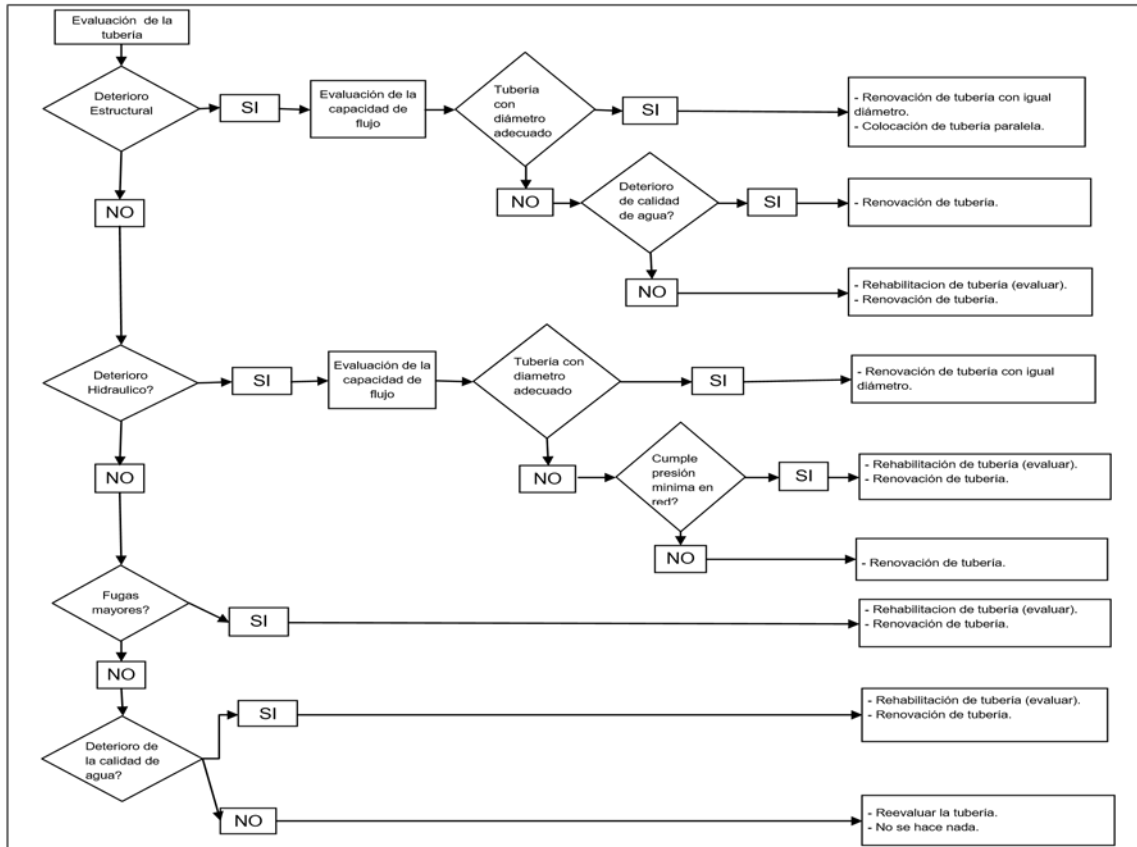 Evaluación de la
tubería
Deterioro
Estructural
SI
Evaluación de la
capacidad de
flujo
Tubería
con
diámetro
adecuado
SI
- Renovación de tubería con igual
diámetro.
- Colocación de tubería paralela.
NO
NO
Deterioro
de calidad
de agua?
SI
- Renovación de tubería.
NO
- Rehabilitacion de tubería (evaluar).
- Renovación de tubería.
Deterioro
Hidraulico?
SI
Evaluación de la
capacidad de
flujo
Tubería con
diametro
adecuado
SI
- Renovación de tubería con igual
diámetro.
NO
NO
Cumple
presión
minima en
red?
SI
- Rehabilitación de tubería (evaluar).
- Renovación de tubería.
NO
- Renovación de tubería.
Fugas
mayores?
SI
- Rehabilitacion de tubería (evaluar).
- Renovación de tubería.
NO
Deterioro de
la calidad de
agua?
SI
- Rehabilitación de tubería (evaluar).
- Renovación de tubería.
NO
- Reevaluar la tubería.
- No se hace nada.